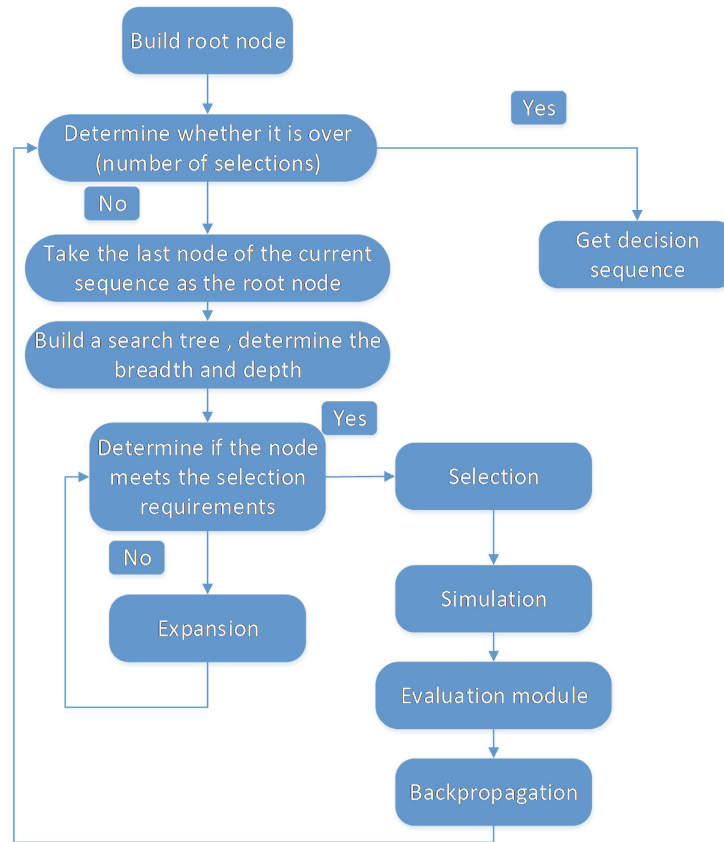 Build root node
Determine whether it is over
(number of selections)
Yes
No
Take the last node of the current
sequence as the root node
Get decision
sequence
Build a search tree , determine the
breadth and depth
Yes
Determine if the node
meets the selection
requirements
Selection
No
Expansion
Simulation
Evaluation module
Backpropagation